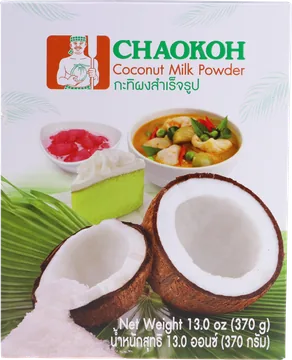 CHAOKOH
Coconut Milk Powder
กะทิผงสำเร็จรูป
Net Weight 13.0 oz (370 g)
น้ำหนักสุทธิ 13.0 ออนซ์ (370 กรัม)